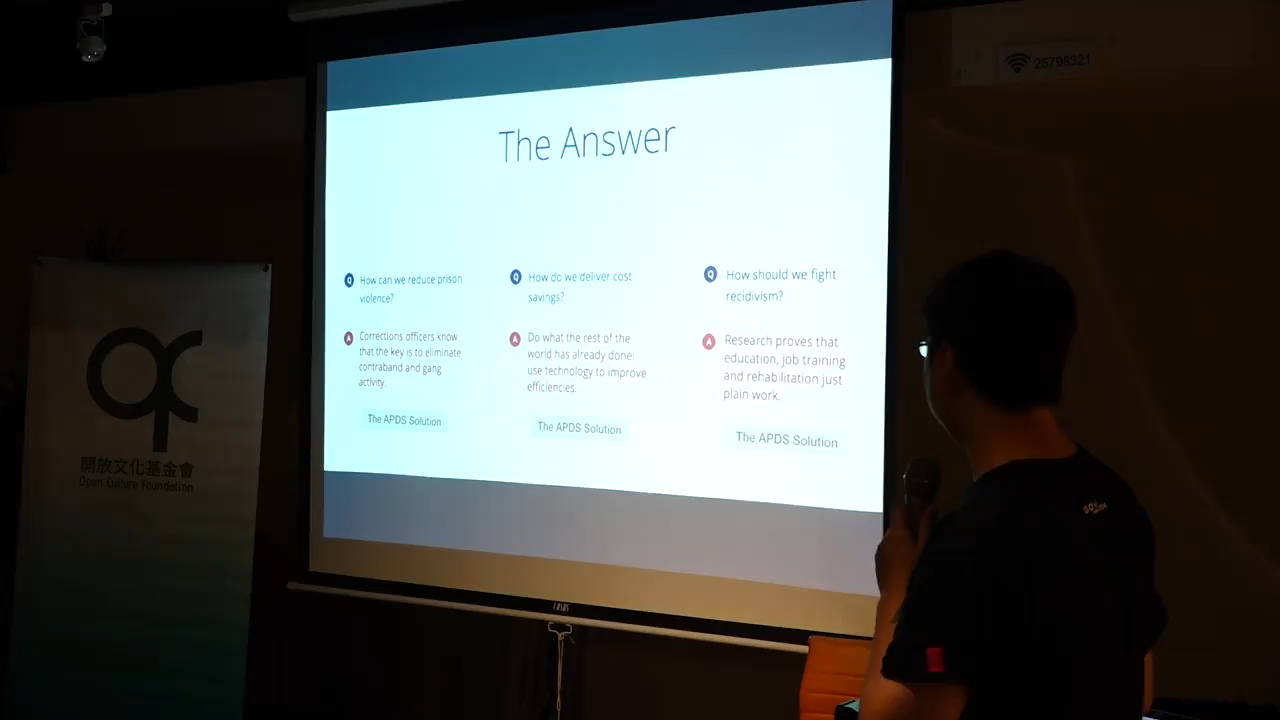 25798321
The Answer
Q How can we reduce prison
violence?
A Corrections officers know
that the key is to eliminate
contraband and gang
activity.
The APDS Solution
Q How do we deliver cost
savings?
A Do what the rest of the
world has already done:
use technology to improve
efficiencies.
The APDS Solution
Q How should we fight
recidivism?
A Research proves that
education, job training
and rehabilitation just
plain work.
The APDS Solution
開放文化基金會
Open Culture Foundation